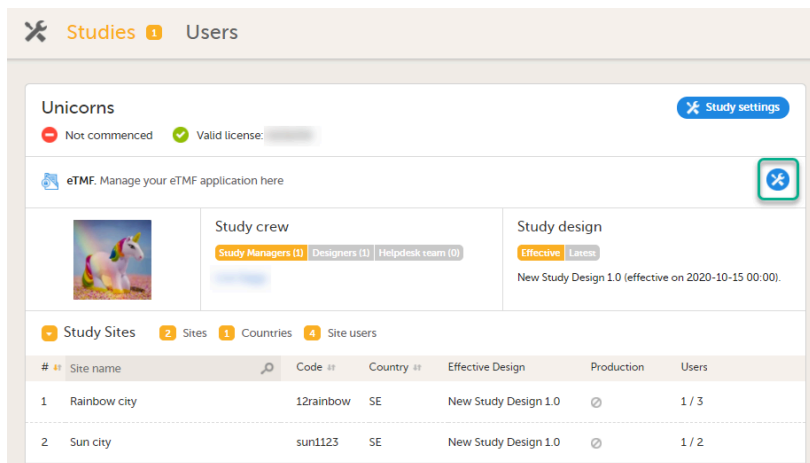 Studies 1 Users
Unicorns
Study settings
Not commenced Valid license:
eTMF. Manage your eTMF application here
Study crew
Study Managers (1) Designers (1) Helpdesk team (0)
Study design
Effective Latest
New Study Design 1.0 (effective on 2020-10-15 00:00).
Study Sites 2 Sites 1 Countries 4 Site users
# Site name Code Country Effective Design Production Users
1 Rainbow city 12rainbow SE New Study Design 1.0 1 / 3
2 Sun city sun1123 SE New Study Design 1.0 1 / 2